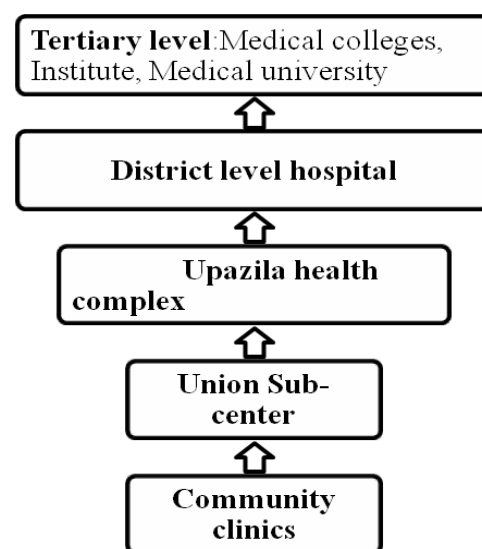 Tertiary level:Medical colleges,
Institute, Medical university
District level hospital
Upazila health
complex
Union Sub-
center
Community
clinics